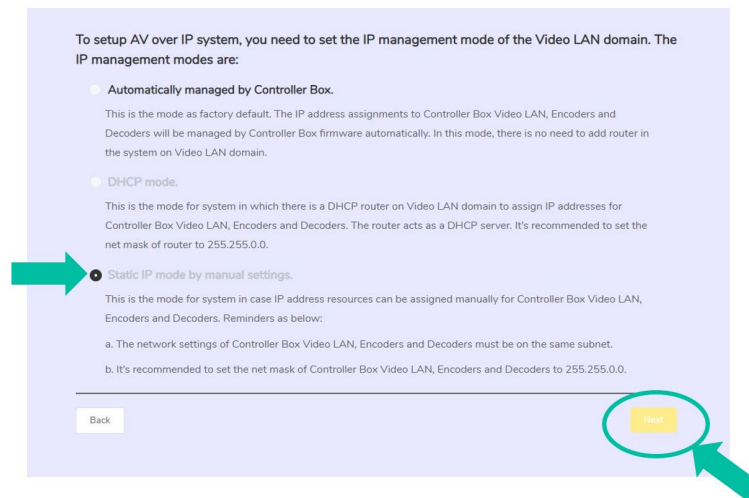 To setup AV over IP system, you need to set the IP management mode of the Video LAN domain. The
IP management modes are:
Automatically managed by Controller Box.
This is the mode as factory default. The IP address assignments to Controller Box Video LAN, Encoders and
Decoders will be managed by Controller Box firmware automatically. In this mode, there is no need to add router in
the system on Video LAN domain.
DHCP mode.
This is the mode for system in which there is a DHCP router on Video LAN domain to assign IP addresses for
Controller Box Video LAN, Encoders and Decoders. The router acts as a DHCP server. It's recommended to set the
net mask of router to 255.255.0.0.
Static IP mode by manual settings.
This is the mode for system in case IP address resources can be assigned manually for Controller Box Video LAN,
Encoders and Decoders. Reminders as below:
a. The network settings of Controller Box Video LAN, Encoders and Decoders must be on the same subnet.
b. It's recommended to set the net mask of Controller Box Video LAN, Encoders and Decoders to 255.255.0.0.
Back
Next